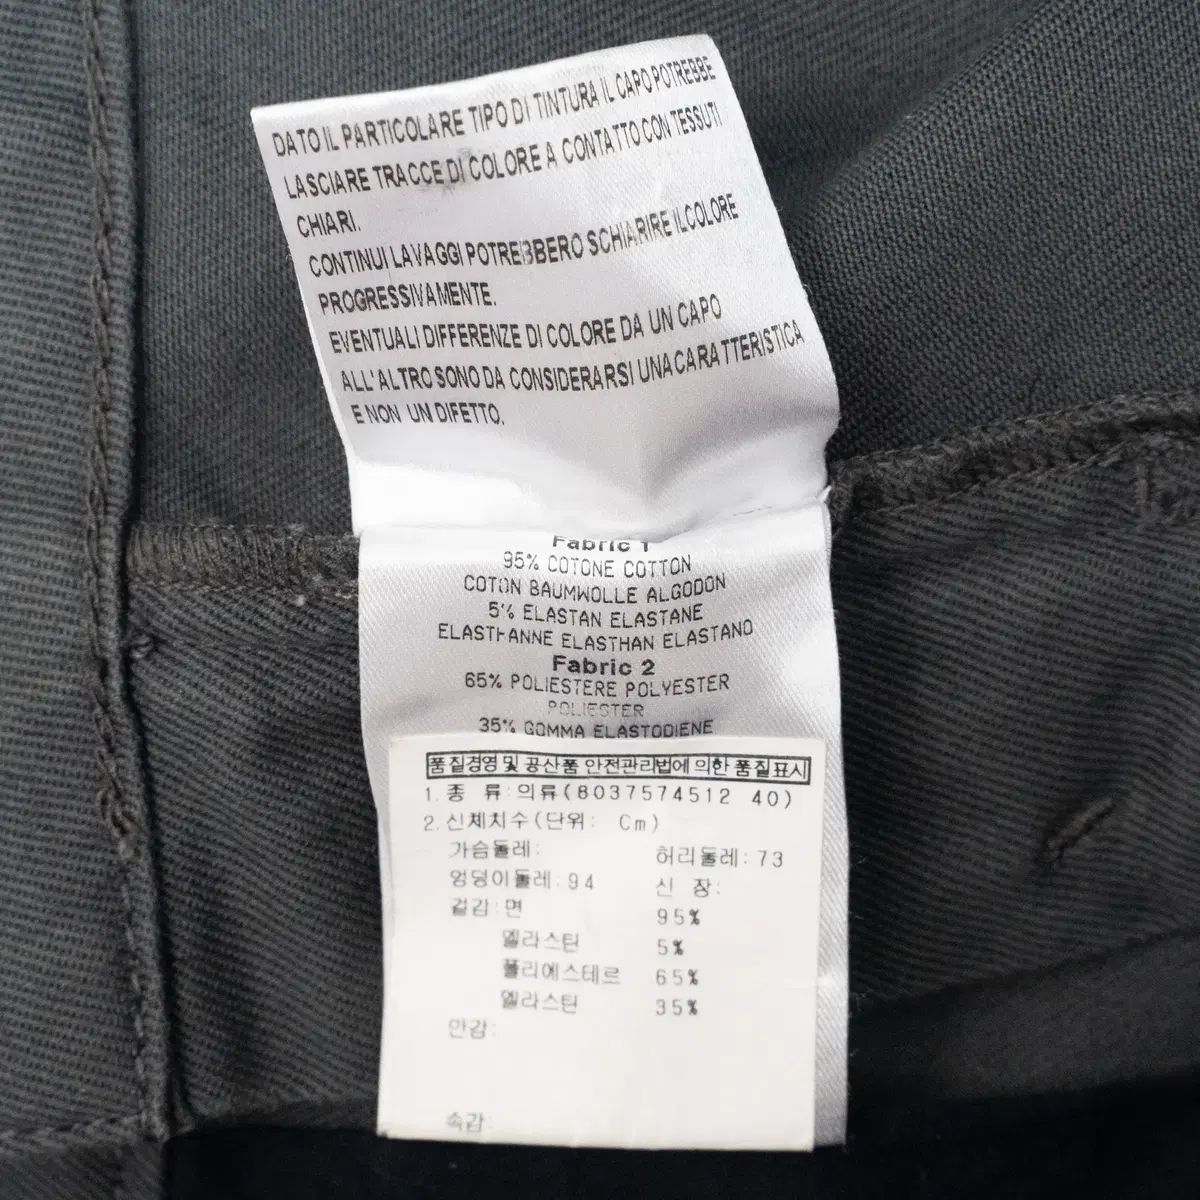 DATO IL PARTICOLARE TIPO DI TINTURA IL CAPO POTREBBE
LASCIARE TRACCE DI COLORE A CONTATTO CON TESSUTI
CHIARI.
CONTINUI LAVAGGI POTREBBERO SCHIARIRE IL COLORE
PROGRESSIVAMENTE.
EVENTUALI DIFFERENZE DI COLORE DA UN CAPO
ALL'ALTRO SONO DA CONSIDERARSI UNA CARATTERISTICA
E NON UN DIFETTO.
Fabric 1
95% COTONE COTTON
COTON BAUMWOLLE ALGODON
5% ELASTAN ELASTANE
ELASTHANNE ELASTHAN ELASTANO
Fabric 2
65% POLIESTERE POLYESTER
POLIESTER
35% GOMMA ELASTODIENE
품질경영 및 공산품 안전관리법에 의한 품질표시
1. 종 류:의류(8037574512 40)
2. 신체치수(단위: Cm)
가슴둘레: 허리둘레:73
엉덩이둘레:94 신 장:
겉감:면 95%
엘라스틴 5%
폴리에스테르 65%
엘라스틴 35%
안감:
속감: